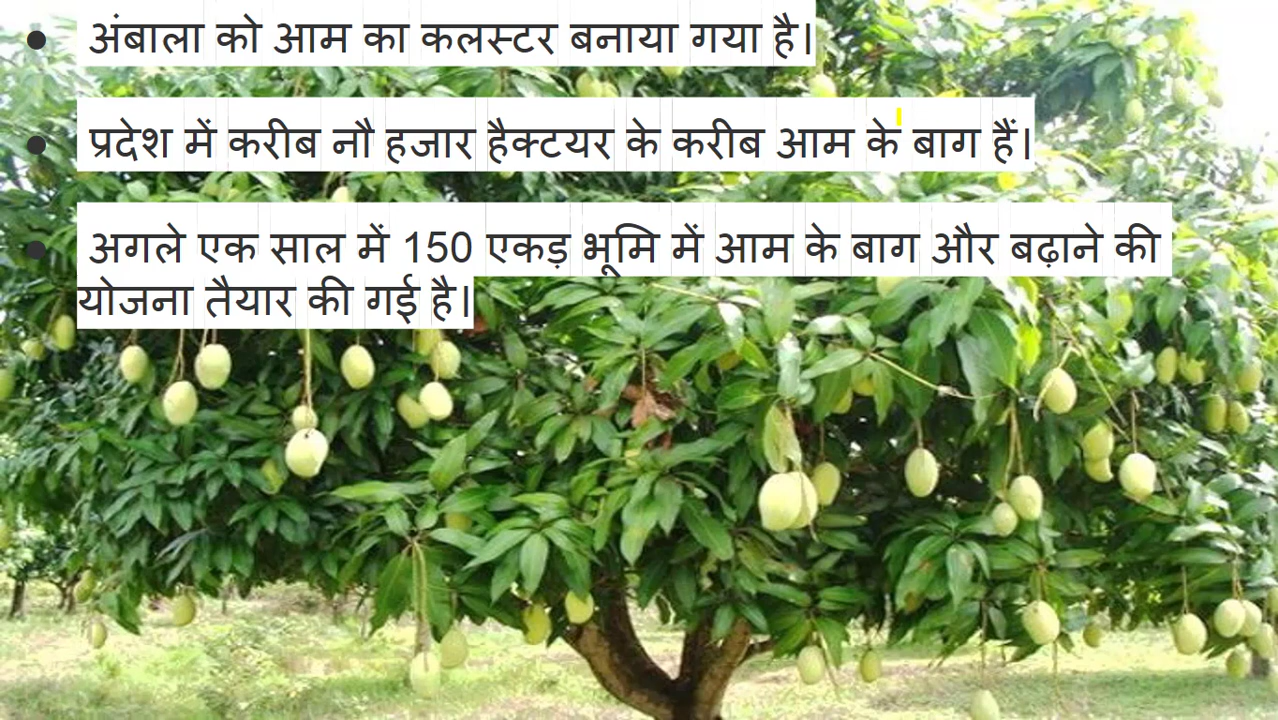 • अंबाला को आम का कलस्टर बनाया गया है।
• प्रदेश में करीब नौ हजार हैक्टयर के करीब आम के बाग हैं।
• अगले एक साल में 150 एकड़ भूमि में आम के बाग और बढ़ाने की
योजना तैयार की गई है।